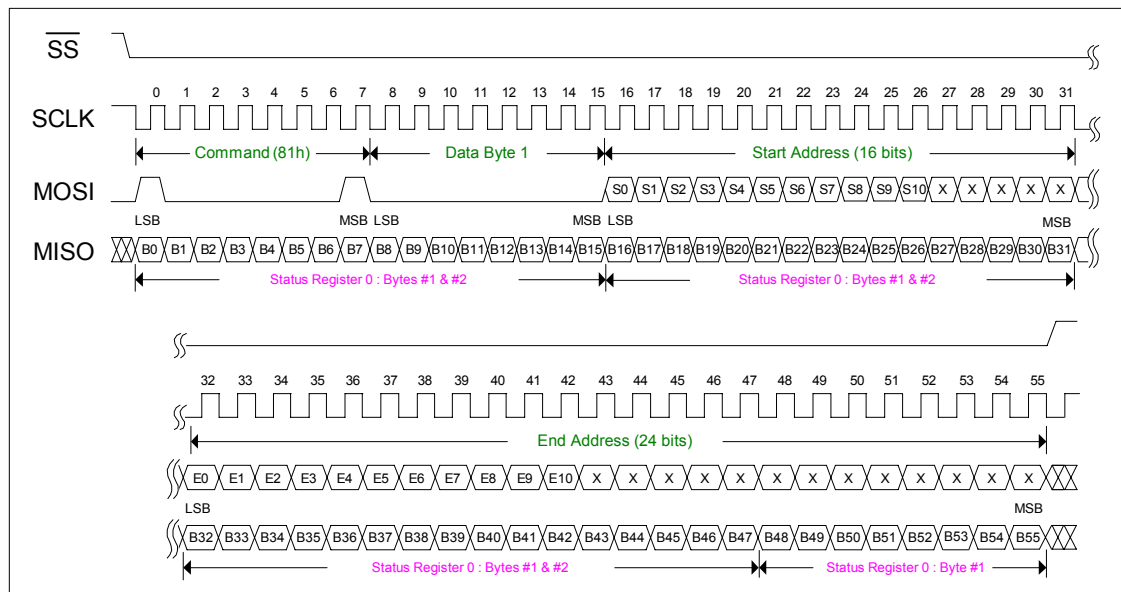 SS
0 1 2 3 4 5 6 7 8 9 10 11 12 13 14 15 16 17 18 19 20 21 22 23 24 25 26 27 28 29 30 31
SCLK
Command (81h) Data Byte 1 Start Address (16 bits)
MOSI S0 S1 S2 S3 S4 S5 S6 S7 S8 S9 S10 X X X X X
LSB MSB LSB MSB LSB MSB
MISO B0 B1 B2 B3 B4 B5 B6 B7 B8 B9 B10 B11 B12 B13 B14 B15 B16 B17 B18 B19 B20 B21 B22 B23 B24 B25 B26 B27 B28 B29 B30 B31
Status Register 0 : Bytes #1 & #2 Status Register 0 : Bytes #1 & #2
32 33 34 35 36 37 38 39 40 41 42 43 44 45 46 47 48 49 50 51 52 53 54 55
End Address (24 bits)
E0 E1 E2 E3 E4 E5 E6 E7 E8 E9 E10 X X X X X X X X X X X X X
LSB MSB
B32 B33 B34 B35 B36 B37 B38 B39 B40 B41 B42 B43 B44 B45 B46 B47 B48 B49 B50 B51 B52 B53 B54 B55
Status Register 0 : Bytes #1 & #2 Status Register 0 : Byte #1